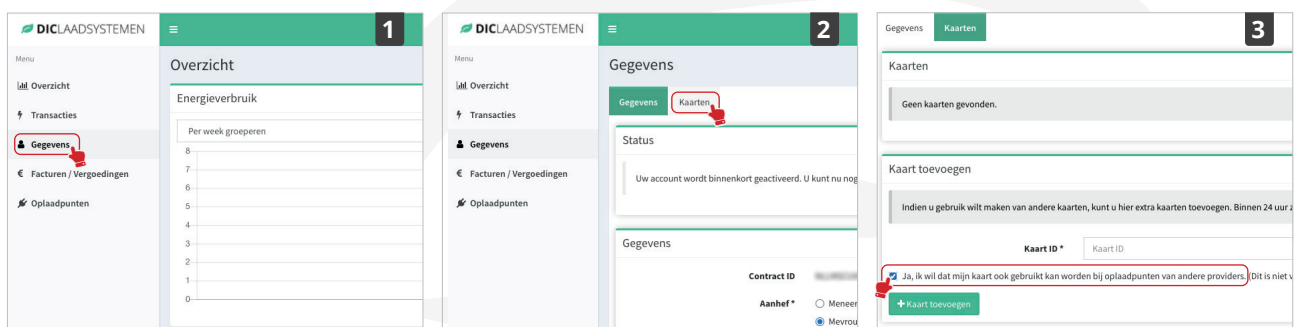 DICLAADSYSTEMEN
1
Menu
Overzicht
Transacties
Gegevens
€ Facturen / Vergoedingen
Oplaadpunten
Overzicht
Energieverbruik
Per week groeperen
8
7
6
5
4
3
2
1
0
DICLAADSYSTEMEN
2
Menu
Overzicht
Transacties
Gegevens
€ Facturen / Vergoedingen
Oplaadpunten
Gegevens
Gegevens Kaarten
Status
Uw account wordt binnenkort geactiveerd. U kunt nu nog
Gegevens
Contract ID
Aanhef *
Meneer
Mevrou
Gegevens Kaarten
3
Kaarten
Geen kaarten gevonden.
Kaart toevoegen
Indien u gebruik wilt maken van andere kaarten, kunt u hier extra kaarten toevoegen. Binnen 24 uur
Kaart ID * Kaart ID
Ja, ik wil dat mijn kaart ook gebruikt kan worden bij oplaadpunten van andere providers. (Dit is niet
+ Kaart toevoegen